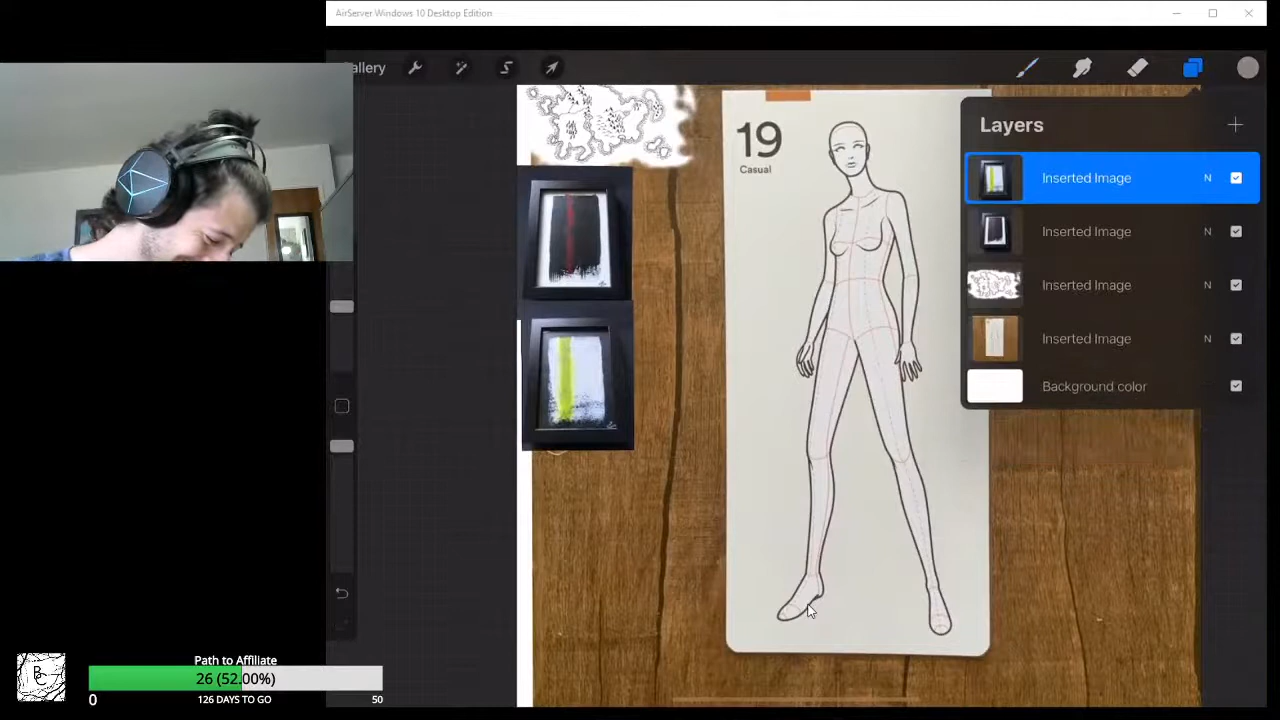 AirServer Windows 10 Desktop Edition
allery
Layers
Inserted Image N
Inserted Image N
Inserted Image N
Inserted Image N
Background color
19
Casual
Path to Affiliate
26 (52.00%)
0 126 DAYS TO GO 50